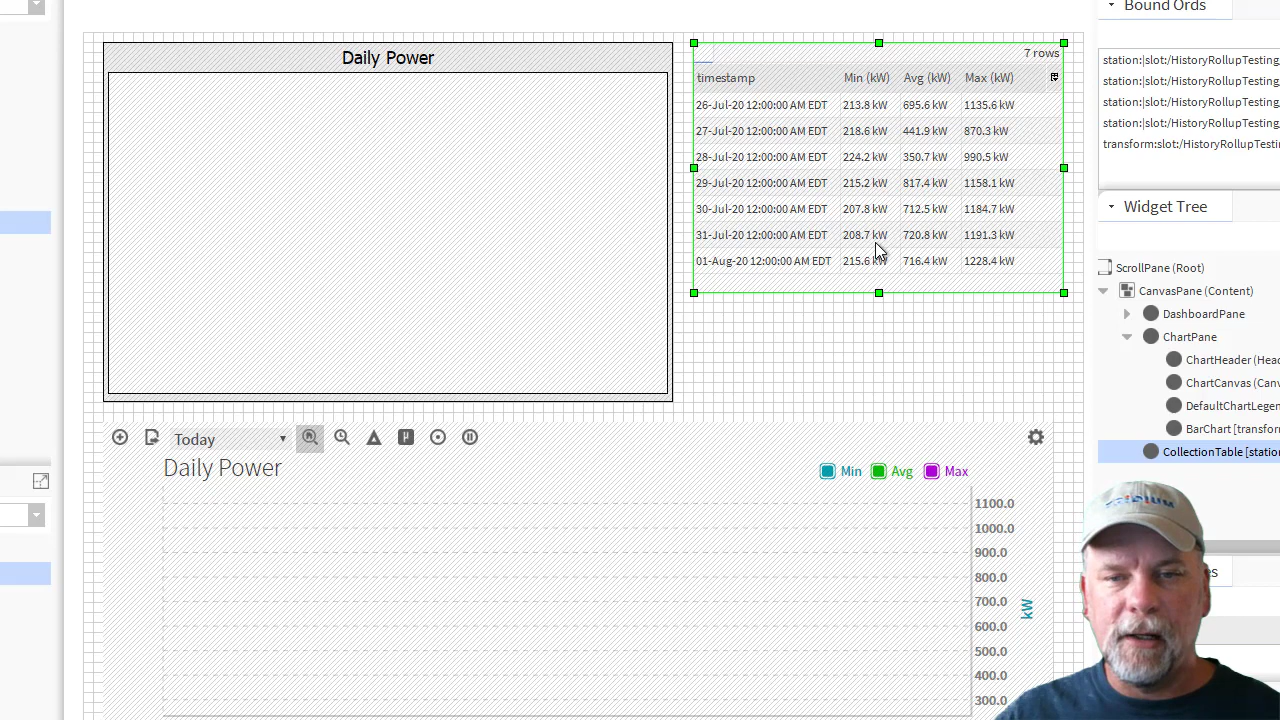 Bound Ords
station:|slot:/HistoryRollupTesting
station:|slot:/HistoryRollupTesting
station:|slot:/HistoryRollupTesting
station:|slot:/HistoryRollupTesting
transform:slot:/HistoryRollupTesting
Widget Tree
ScrollPane (Root)
CanvasPane (Content)
DashboardPane
ChartPane
ChartHeader (Head
ChartCanvas (Canv
DefaultChartLegen
BarChart [transform
CollectionTable [station
Daily Power
7 rows
timestamp Min (kW) Avg (kW) Max (kW)
26-Jul-20 12:00:00 AM EDT 213.8 kW 695.6 kW 1135.6 kW
27-Jul-20 12:00:00 AM EDT 218.6 kW 441.9 kW 870.3 kW
28-Jul-20 12:00:00 AM EDT 224.2 kW 350.7 kW 990.5 kW
29-Jul-20 12:00:00 AM EDT 215.2 kW 817.4 kW 1158.1 kW
30-Jul-20 12:00:00 AM EDT 207.8 kW 712.5 kW 1184.7 kW
31-Jul-20 12:00:00 AM EDT 208.7 kW 720.8 kW 1191.3 kW
01-Aug-20 12:00:00 AM EDT 215.6 kW 716.4 kW 1228.4 kW
Today
Daily Power
Min Avg Max
1100.0
1000.0
900.0
800.0
700.0
600.0
500.0
400.0
300.0
kW
TRIDIUM